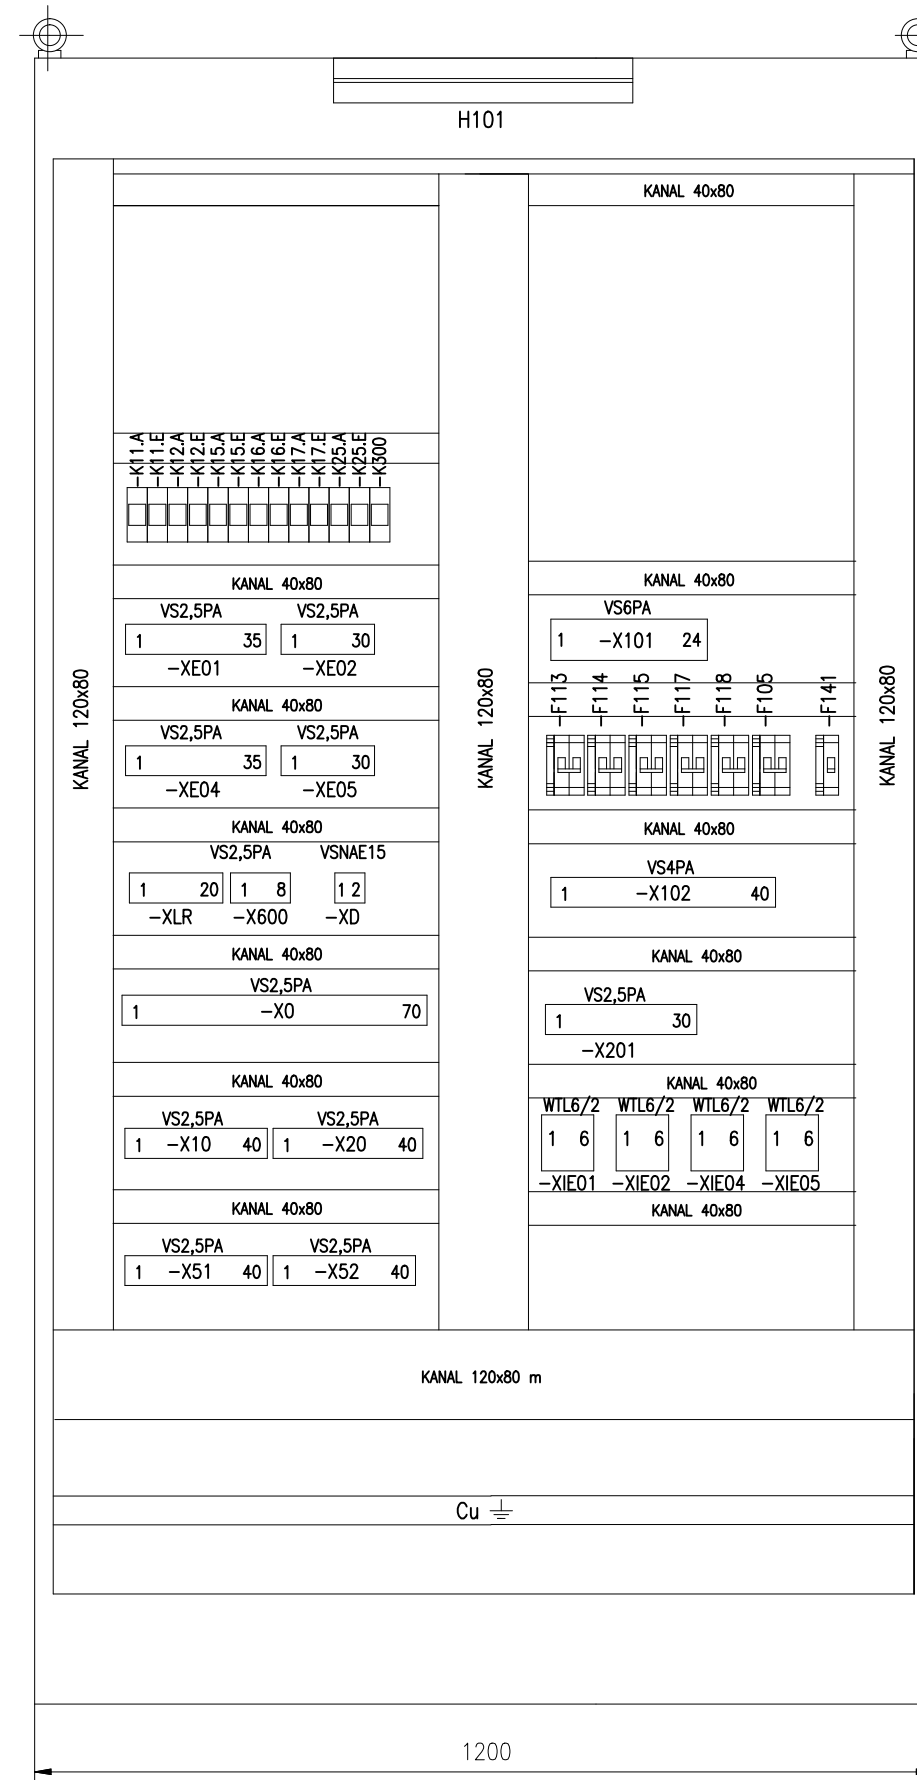 H101
KANAL 40x80
-K11.A
-K11.E
-K12.A
-K12.E
-K15.A
-K15.E
-K16.A
-K16.E
-K17.A
-K17.E
-K25.A
-K25.E
-K300
KANAL 120x80
KANAL 40x80
VS2,5PA VS2,5PA
1 35 1 30
-XE01 -XE02
KANAL 40x80
VS2,5PA VS2,5PA
1 35 1 30
-XE04 -XE05
KANAL 40x80
VS2,5PA VSNAE15
1 20 1 8 1 2
-XLR -X600 -XD
KANAL 40x80
VS2,5PA
1 -X0 70
KANAL 40x80
VS2,5PA VS2,5PA
1 -X10 40 1 -X20 40
KANAL 40x80
VS2,5PA VS2,5PA
1 -X51 40 1 -X52 40
KANAL 120x80
KANAL 40x80
VS6PA
1 -X101 24
-F113
-F114
-F115
-F117
-F118
-F105
-F141
KANAL 40x80
VS4PA
1 -X102 40
KANAL 40x80
VS2,5PA
1 30
-X201
KANAL 40x80
WTL6/2 WTL6/2 WTL6/2 WTL6/2
1 6 1 6 1 6 1 6
-XIE01 -XIE02 -XIE04 -XIE05
KANAL 40x80
KANAL 120x80
KANAL 120x80 m
Cu
1200